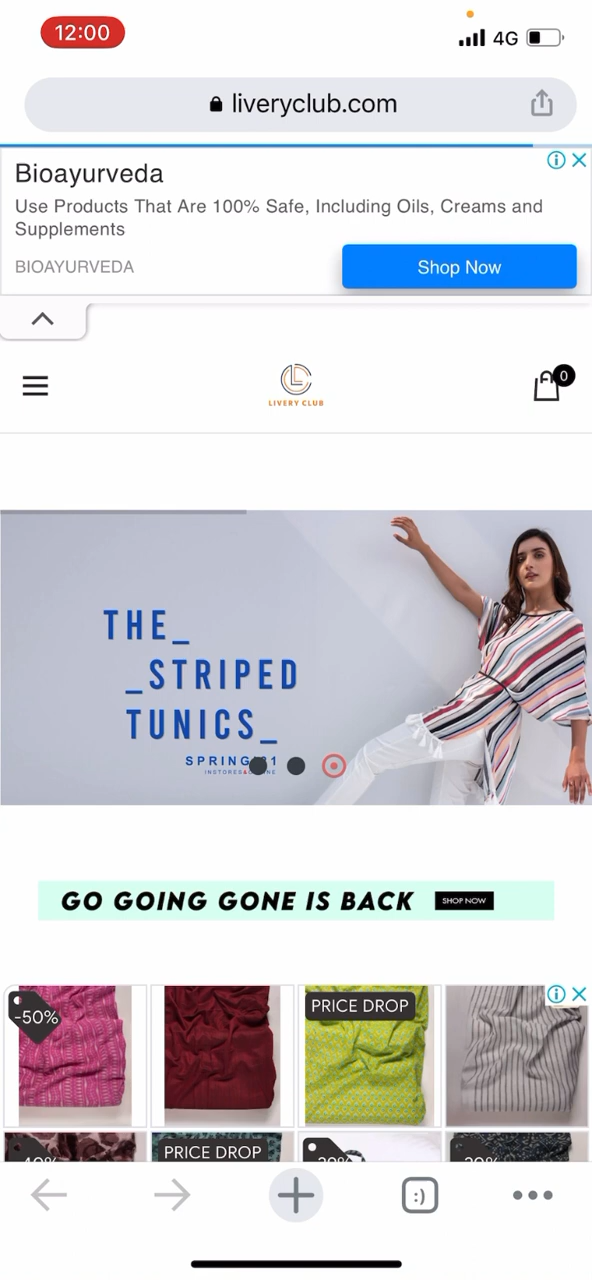 12:00
4G
liveryclub.com
Bioayurveda
Use Products That Are 100% Safe, Including Oils, Creams and
Supplements
BIOAYURVEDA
Shop Now
0
LIVERY CLUB
THE_
_STRIPED
TUNICS_
SPRING
GO GOING GONE IS BACK
SHOP NOW
-50%
PRICE DROP
PRICE DROP
:)